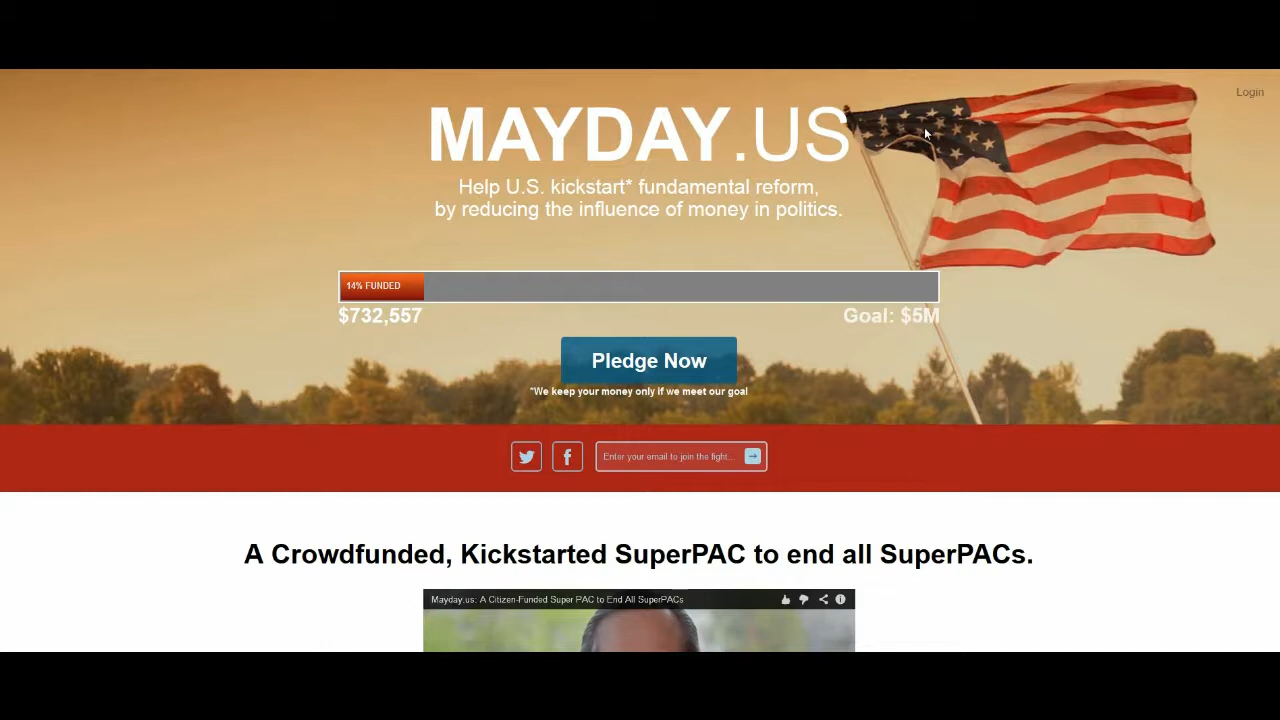 Login
MAYDAY.US
Help U.S. kickstart* fundamental reform,
by reducing the influence of money in politics.
14% FUNDED
$732,557
Goal: $5M
Pledge Now
*We keep your money only if we meet our goal
Enter your email to join the fight...
A Crowdfunded, Kickstarted SuperPAC to end all SuperPACs.
Mayday.us: A Citizen-Funded Super PAC to End All SuperPACs